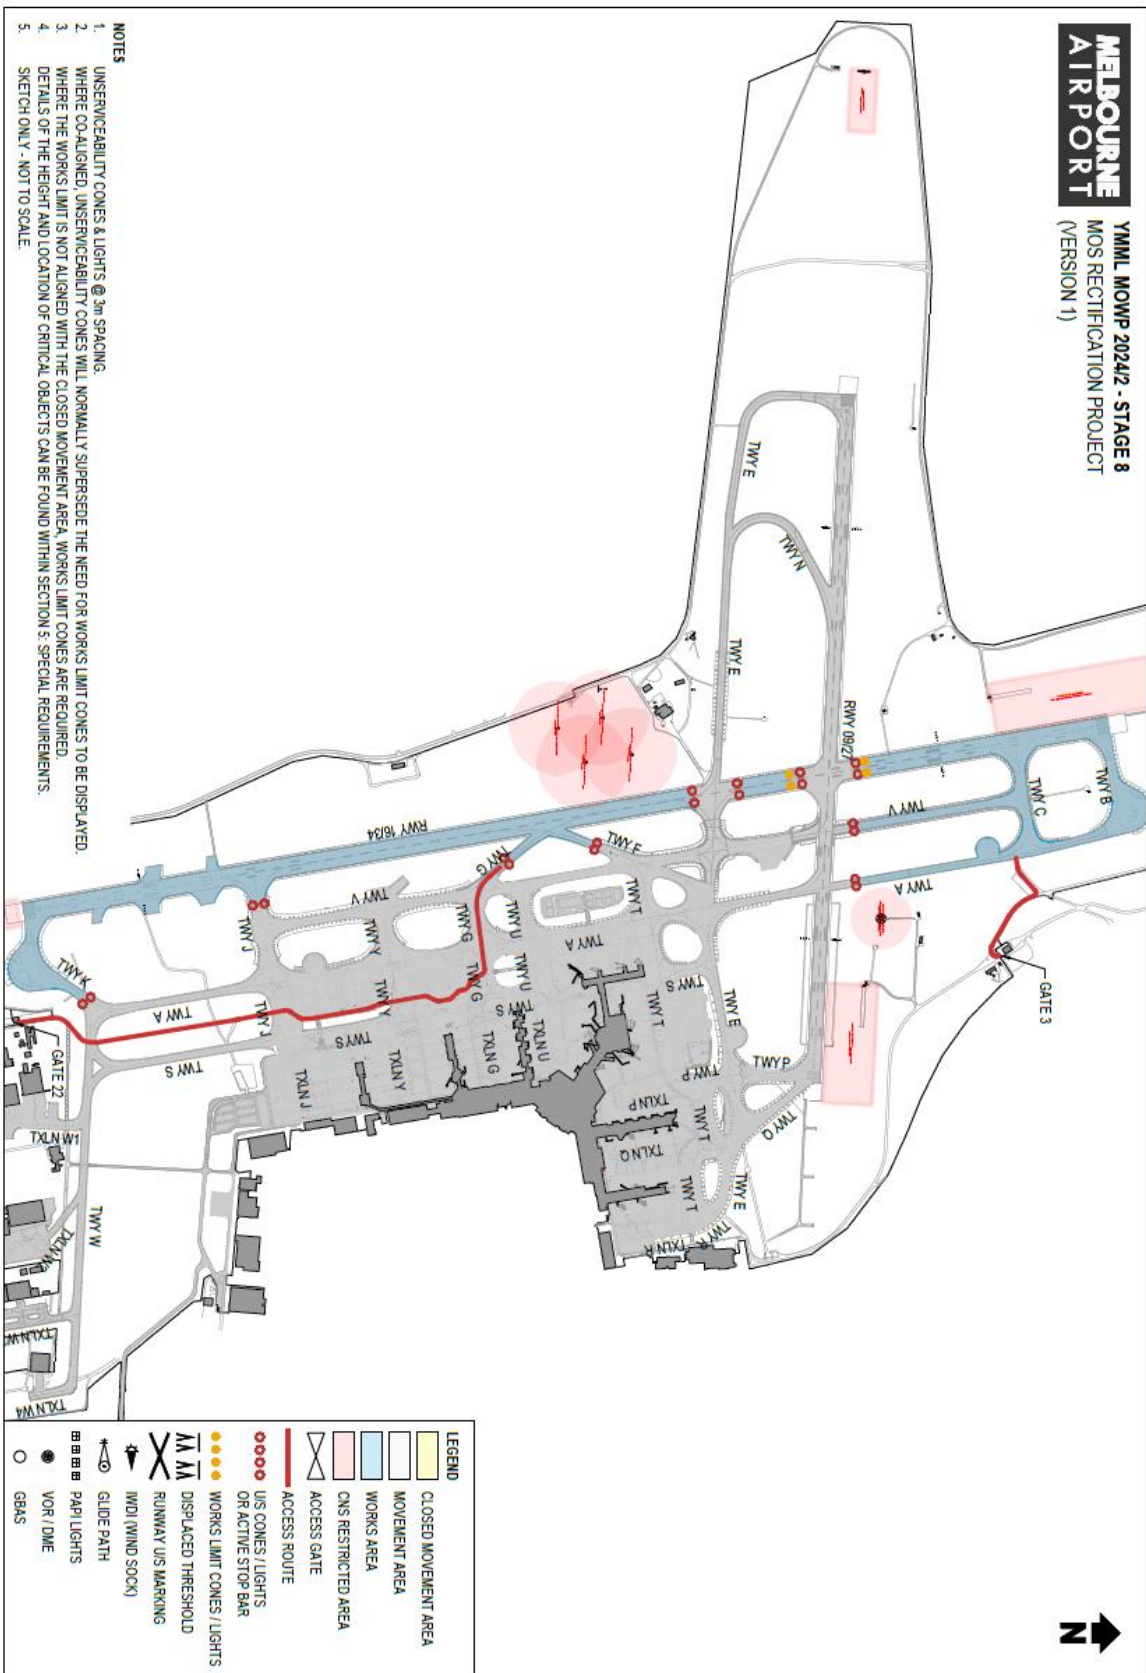 MELBOURNE
AIRPORT
YMML MOWP 2024/2 - STAGE 8
MOS RECTIFICATION PROJECT
(VERSION 1)
N
TWY E
TWY N
TWY E
RWY 09/27
TWY B
TWY C
TWY V
TWY A
GATE 3
RWY 16/34
TWY F
TWY G
TWY V
TWY J
TWY K
TWY T
TWY U
TWY G
TWY Y
TWY A
TWY U
TWY G
TWY Y
TWY J
TWY A
TWY S
TWY S
TWY S
TWY S
TWY E
TWY T
TWY P
TWY P
TWY Q
TXLN U
TXLN G
TXLN Y
TXLN J
TXLN P
TXLN Q
TWY T
TWY T
TWY E
TWY R
TXLN R
GATE 22
TXLN W1
TWY W
TXLN W4
NOTES
1. UNSERVICEABILITY CONES & LIGHTS @ 3m SPACING.
2. WHERE CO-ALIGNED, UNSERVICEABILITY CONES WILL NORMALLY SUPERSEDE THE NEED FOR WORKS LIMIT CONES TO BE DISPLAYED.
3. WHERE THE WORKS LIMIT IS NOT ALIGNED WITH THE CLOSED MOVEMENT AREA, WORKS LIMIT CONES ARE REQUIRED.
4. DETAILS OF THE HEIGHT AND LOCATION OF CRITICAL OBJECTS CAN BE FOUND WITHIN SECTION 5: SPECIAL REQUIREMENTS.
5. SKETCH ONLY - NOT TO SCALE.
LEGEND
CLOSED MOVEMENT AREA
MOVEMENT AREA
WORKS AREA
CNS RESTRICTED AREA
ACCESS GATE
ACCESS ROUTE
U/S CONES / LIGHTS
OR ACTIVE STOP BAR
WORKS LIMIT CONES / LIGHTS
DISPLACED THRESHOLD
RUNWAY U/S MARKING
IWDI (WIND SOCK)
GLIDE PATH
PAPI LIGHTS
VOR / DME
GBAS